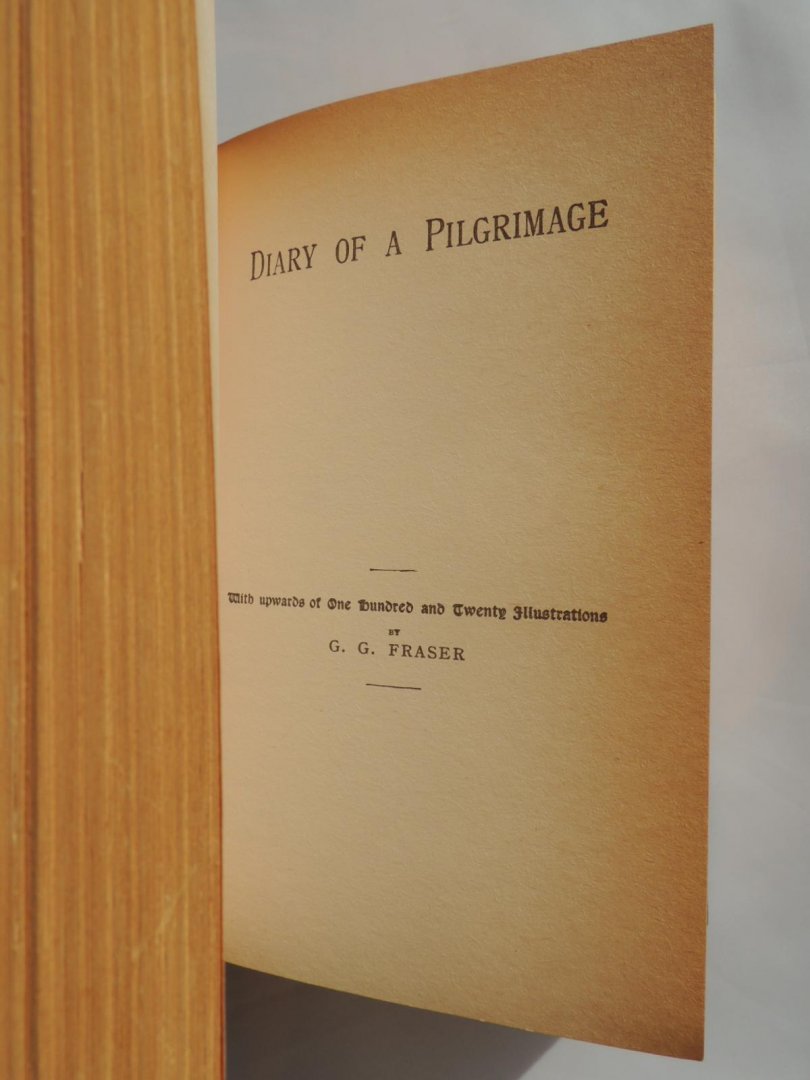 DIARY OF A PILGRIMAGE
With upwards of One Hundred and Twenty Illustrations
BY
G. G. FRASER